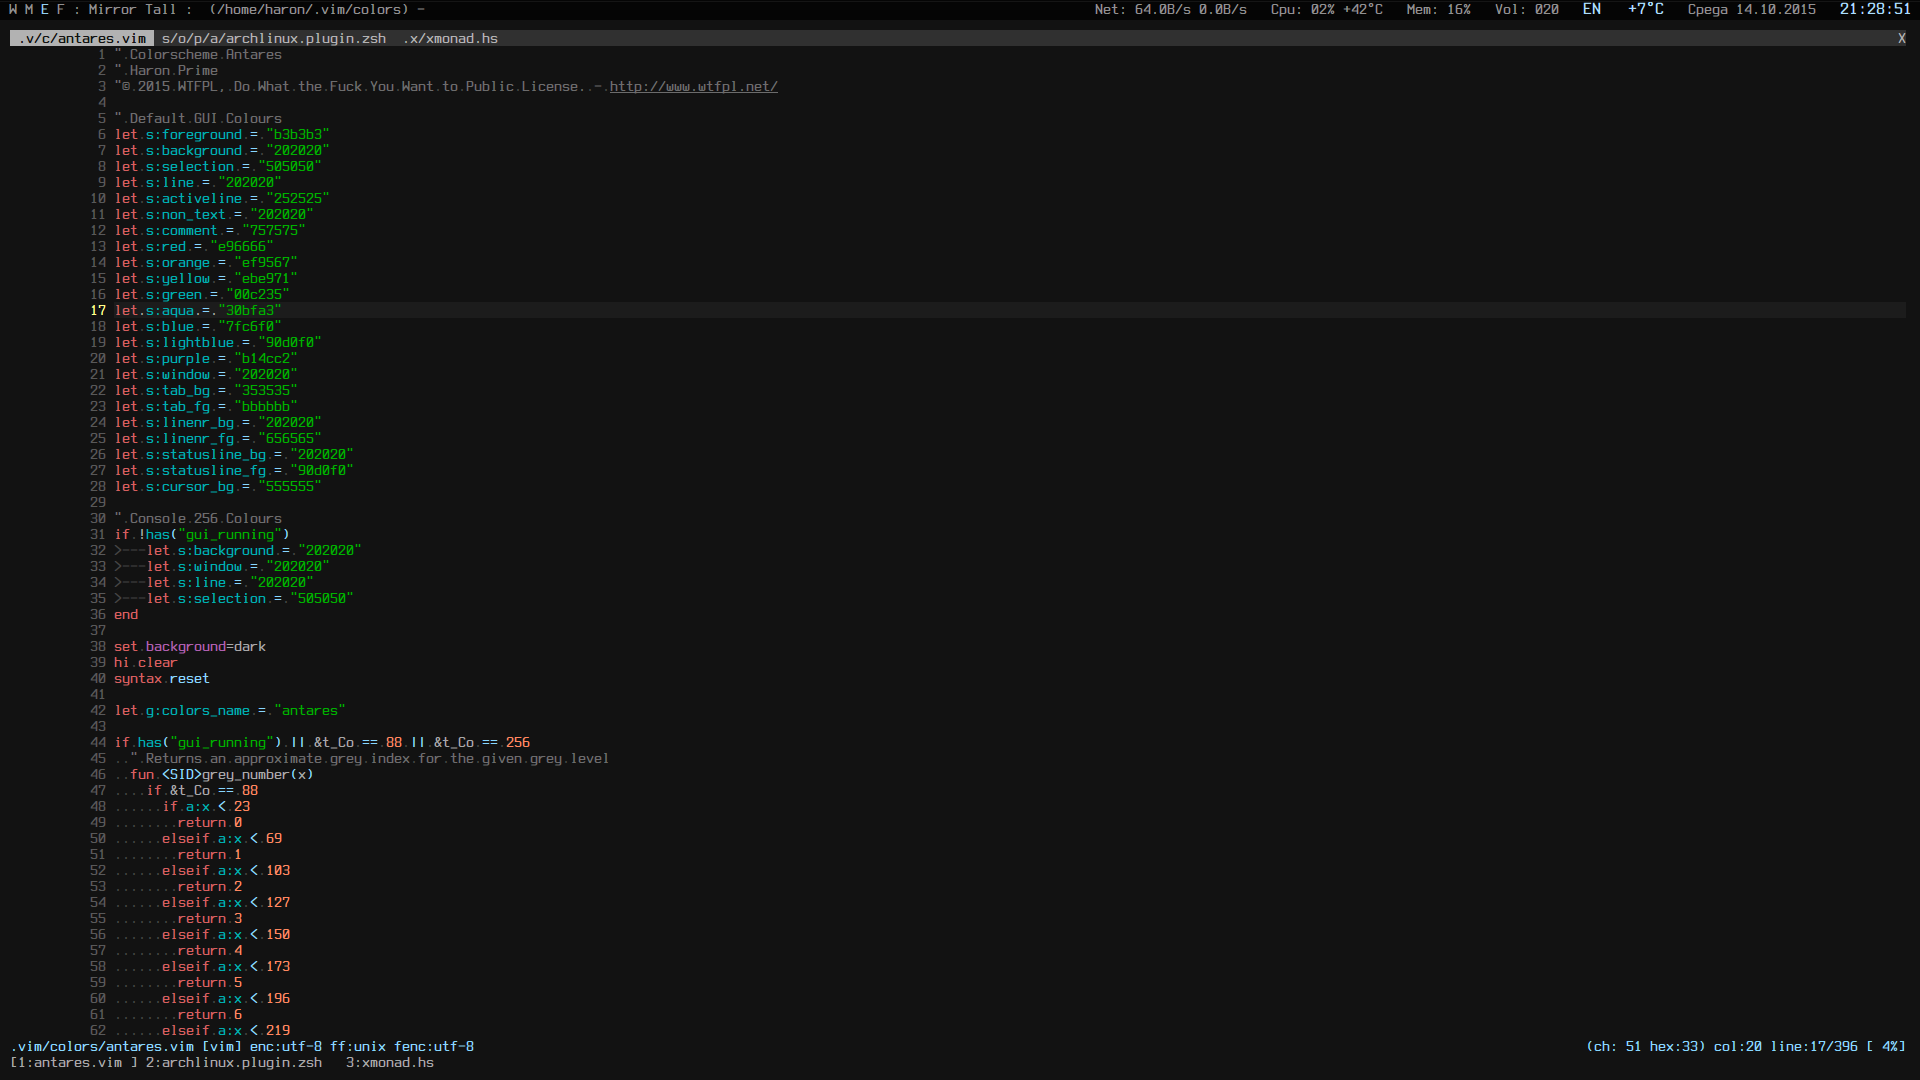 W M E F : Mirror Tall :  (/home/haron/.vim/colors) - Net: 64.0B/s 0.0B/s   Cpu: 02% +42°C   Mem: 16%   Vol: 020   EN   +7°C   Среда 14.10.2015   21:28:51
.v/c/antares.vim  s/o/p/a/archlinux.plugin.zsh  .x/xmonad.hs X
1 ".Colorscheme.Antares
2 ".Haron.Prime
3 "©.2015.WTFPL,.Do.What.the.Fuck.You.Want.to.Public.License..-.http://www.wtfpl.net/
4
5 ".Default.GUI.Colours
6 let.s:foreground.=."b3b3b3"
7 let.s:background.=."202020"
8 let.s:selection.=."505050"
9 let.s:line.=."202020"
10 let.s:activeline.=."252525"
11 let.s:non_text.=."202020"
12 let.s:comment.=."757575"
13 let.s:red.=."e96666"
14 let.s:orange.=."ef9567"
15 let.s:yellow.=."ebe971"
16 let.s:green.=."00c235"
17 let.s:aqua.=."30bfa3"
18 let.s:blue.=."7fc6f0"
19 let.s:lightblue.=."90d0f0"
20 let.s:purple.=."b14cc2"
21 let.s:window.=."202020"
22 let.s:tab_bg.=."353535"
23 let.s:tab_fg.=."bbbbbb"
24 let.s:linenr_bg.=."202020"
25 let.s:linenr_fg.=."656565"
26 let.s:statusline_bg.=."202020"
27 let.s:statusline_fg.=."90d0f0"
28 let.s:cursor_bg.=."555555"
29
30 ".Console.256.Colours
31 if.!has("gui_running")
32 >---let.s:background.=."202020"
33 >---let.s:window.=."202020"
34 >---let.s:line.=."202020"
35 >---let.s:selection.=."505050"
36 end
37
38 set.background=dark
39 hi.clear
40 syntax.reset
41
42 let.g:colors_name.=."antares"
43
44 if.has("gui_running").||.&t_Co.==.88.||.&t_Co.==.256
45 ..".Returns.an.approximate.grey.index.for.the.given.grey.level
46 ..fun.<SID>grey_number(x)
47 ....if.&t_Co.==.88
48 ......if.a:x.<.23
49 ........return.0
50 ......elseif.a:x.<.69
51 ........return.1
52 ......elseif.a:x.<.103
53 ........return.2
54 ......elseif.a:x.<.127
55 ........return.3
56 ......elseif.a:x.<.150
57 ........return.4
58 ......elseif.a:x.<.173
59 ........return.5
60 ......elseif.a:x.<.196
61 ........return.6
62 ......elseif.a:x.<.219
.vim/colors/antares.vim [vim] enc:utf-8 ff:unix fenc:utf-8 (ch: 51 hex:33) col:20 line:17/396 [ 4%]
[1:antares.vim ] 2:archlinux.plugin.zsh   3:xmonad.hs